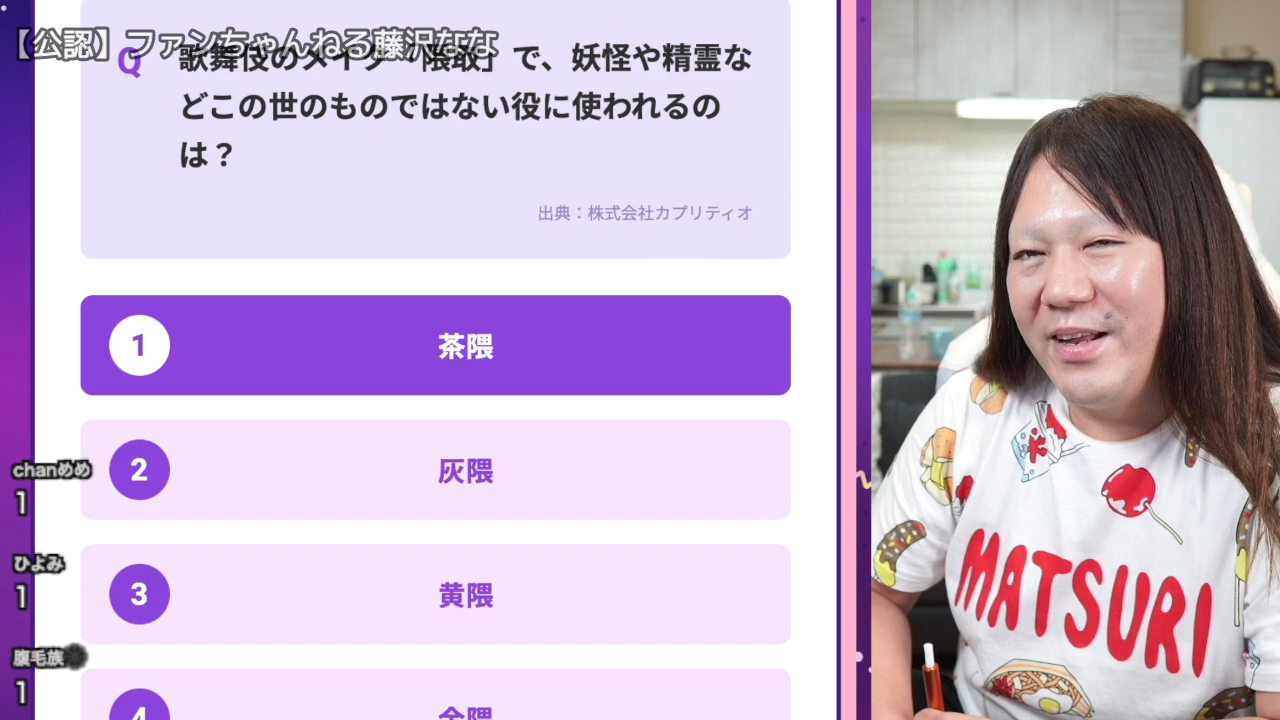 【公認】ファンちゃんねる藤沢なな
Q 歌舞伎のメイク「隈取」で、妖怪や精霊な
どこの世のものではない役に使われるの
は？
出典：株式会社カプリティオ
1 茶隈
2 灰隈
3 黄隈
4 金隈
chanめめ
1
ひよみ
1
腹毛族
1
MATSURI